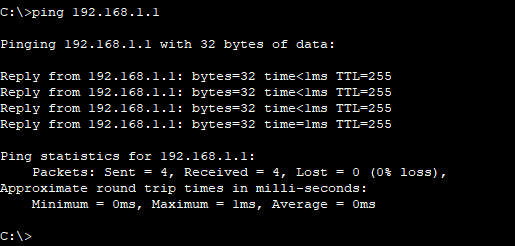 C:\>ping 192.168.1.1
Pinging 192.168.1.1 with 32 bytes of data:
Reply from 192.168.1.1: bytes=32 time<1ms TTL=255
Reply from 192.168.1.1: bytes=32 time<1ms TTL=255
Reply from 192.168.1.1: bytes=32 time<1ms TTL=255
Reply from 192.168.1.1: bytes=32 time=1ms TTL=255
Ping statistics for 192.168.1.1:
    Packets: Sent = 4, Received = 4, Lost = 0 (0% loss),
Approximate round trip times in milli-seconds:
    Minimum = 0ms, Maximum = 1ms, Average = 0ms
C:\>